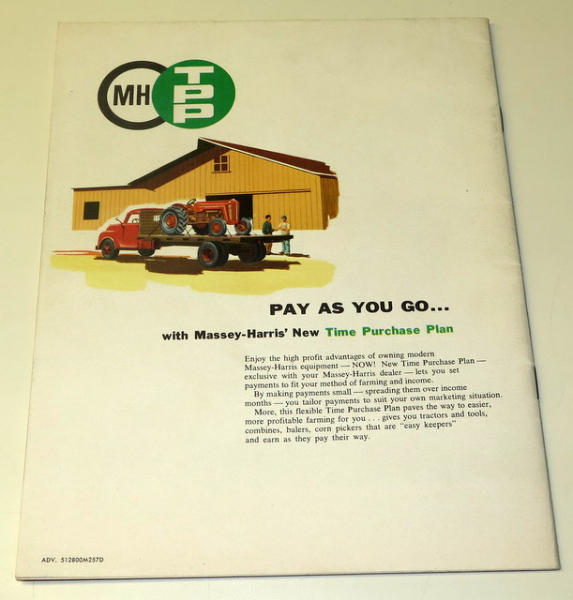 MH
TPP
PAY AS YOU GO...
with Massey-Harris' New Time Purchase Plan
Enjoy the high profit advantages of owning modern
Massey-Harris equipment — NOW! New Time Purchase Plan —
exclusive with your Massey-Harris dealer — lets you set
payments to fit your method of farming and income.
By making payments small — spreading them over income
months — you tailor payments to suit your own marketing situation.
More, this flexible Time Purchase Plan paves the way to easier,
more profitable farming for you . . . gives you tractors and tools,
combines, balers, corn pickers that are "easy keepers"
and earn as they pay their way.
ADV. 512800M257D